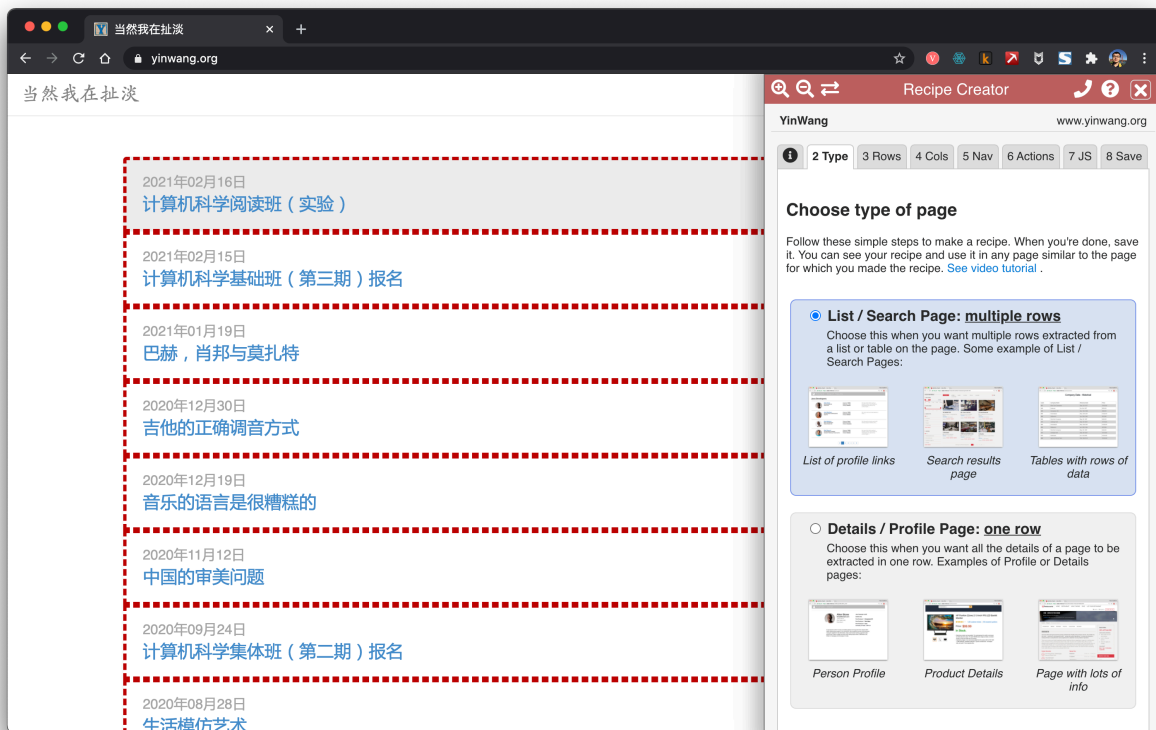 当然我在扯淡
yinwang.org
当然我在扯淡
2021年02月16日
计算机科学阅读班（实验）
2021年02月15日
计算机科学基础班（第三期）报名
2021年01月19日
巴赫，肖邦与莫扎特
2020年12月30日
吉他的正确调音方式
2020年12月19日
音乐的语言是很糟糕的
2020年11月12日
中国的审美问题
2020年09月24日
计算机科学集体班（第二期）报名
2020年08月28日
生活模仿艺术
Recipe Creator
YinWang www.yinwang.org
2 Type 3 Rows 4 Cols 5 Nav 6 Actions 7 JS 8 Save
Choose type of page
Follow these simple steps to make a recipe. When you're done, save
it. You can see your recipe and use it in any page similar to the page
for which you made the recipe. See video tutorial .
List / Search Page: multiple rows
Choose this when you want multiple rows extracted from
a list or table on the page. Some example of List /
Search Pages:
List of profile links Search results page Tables with rows of data
Details / Profile Page: one row
Choose this when you want all the details of a page to be
extracted in one row. Examples of Profile or Details
pages:
Person Profile Product Details Page with lots of info